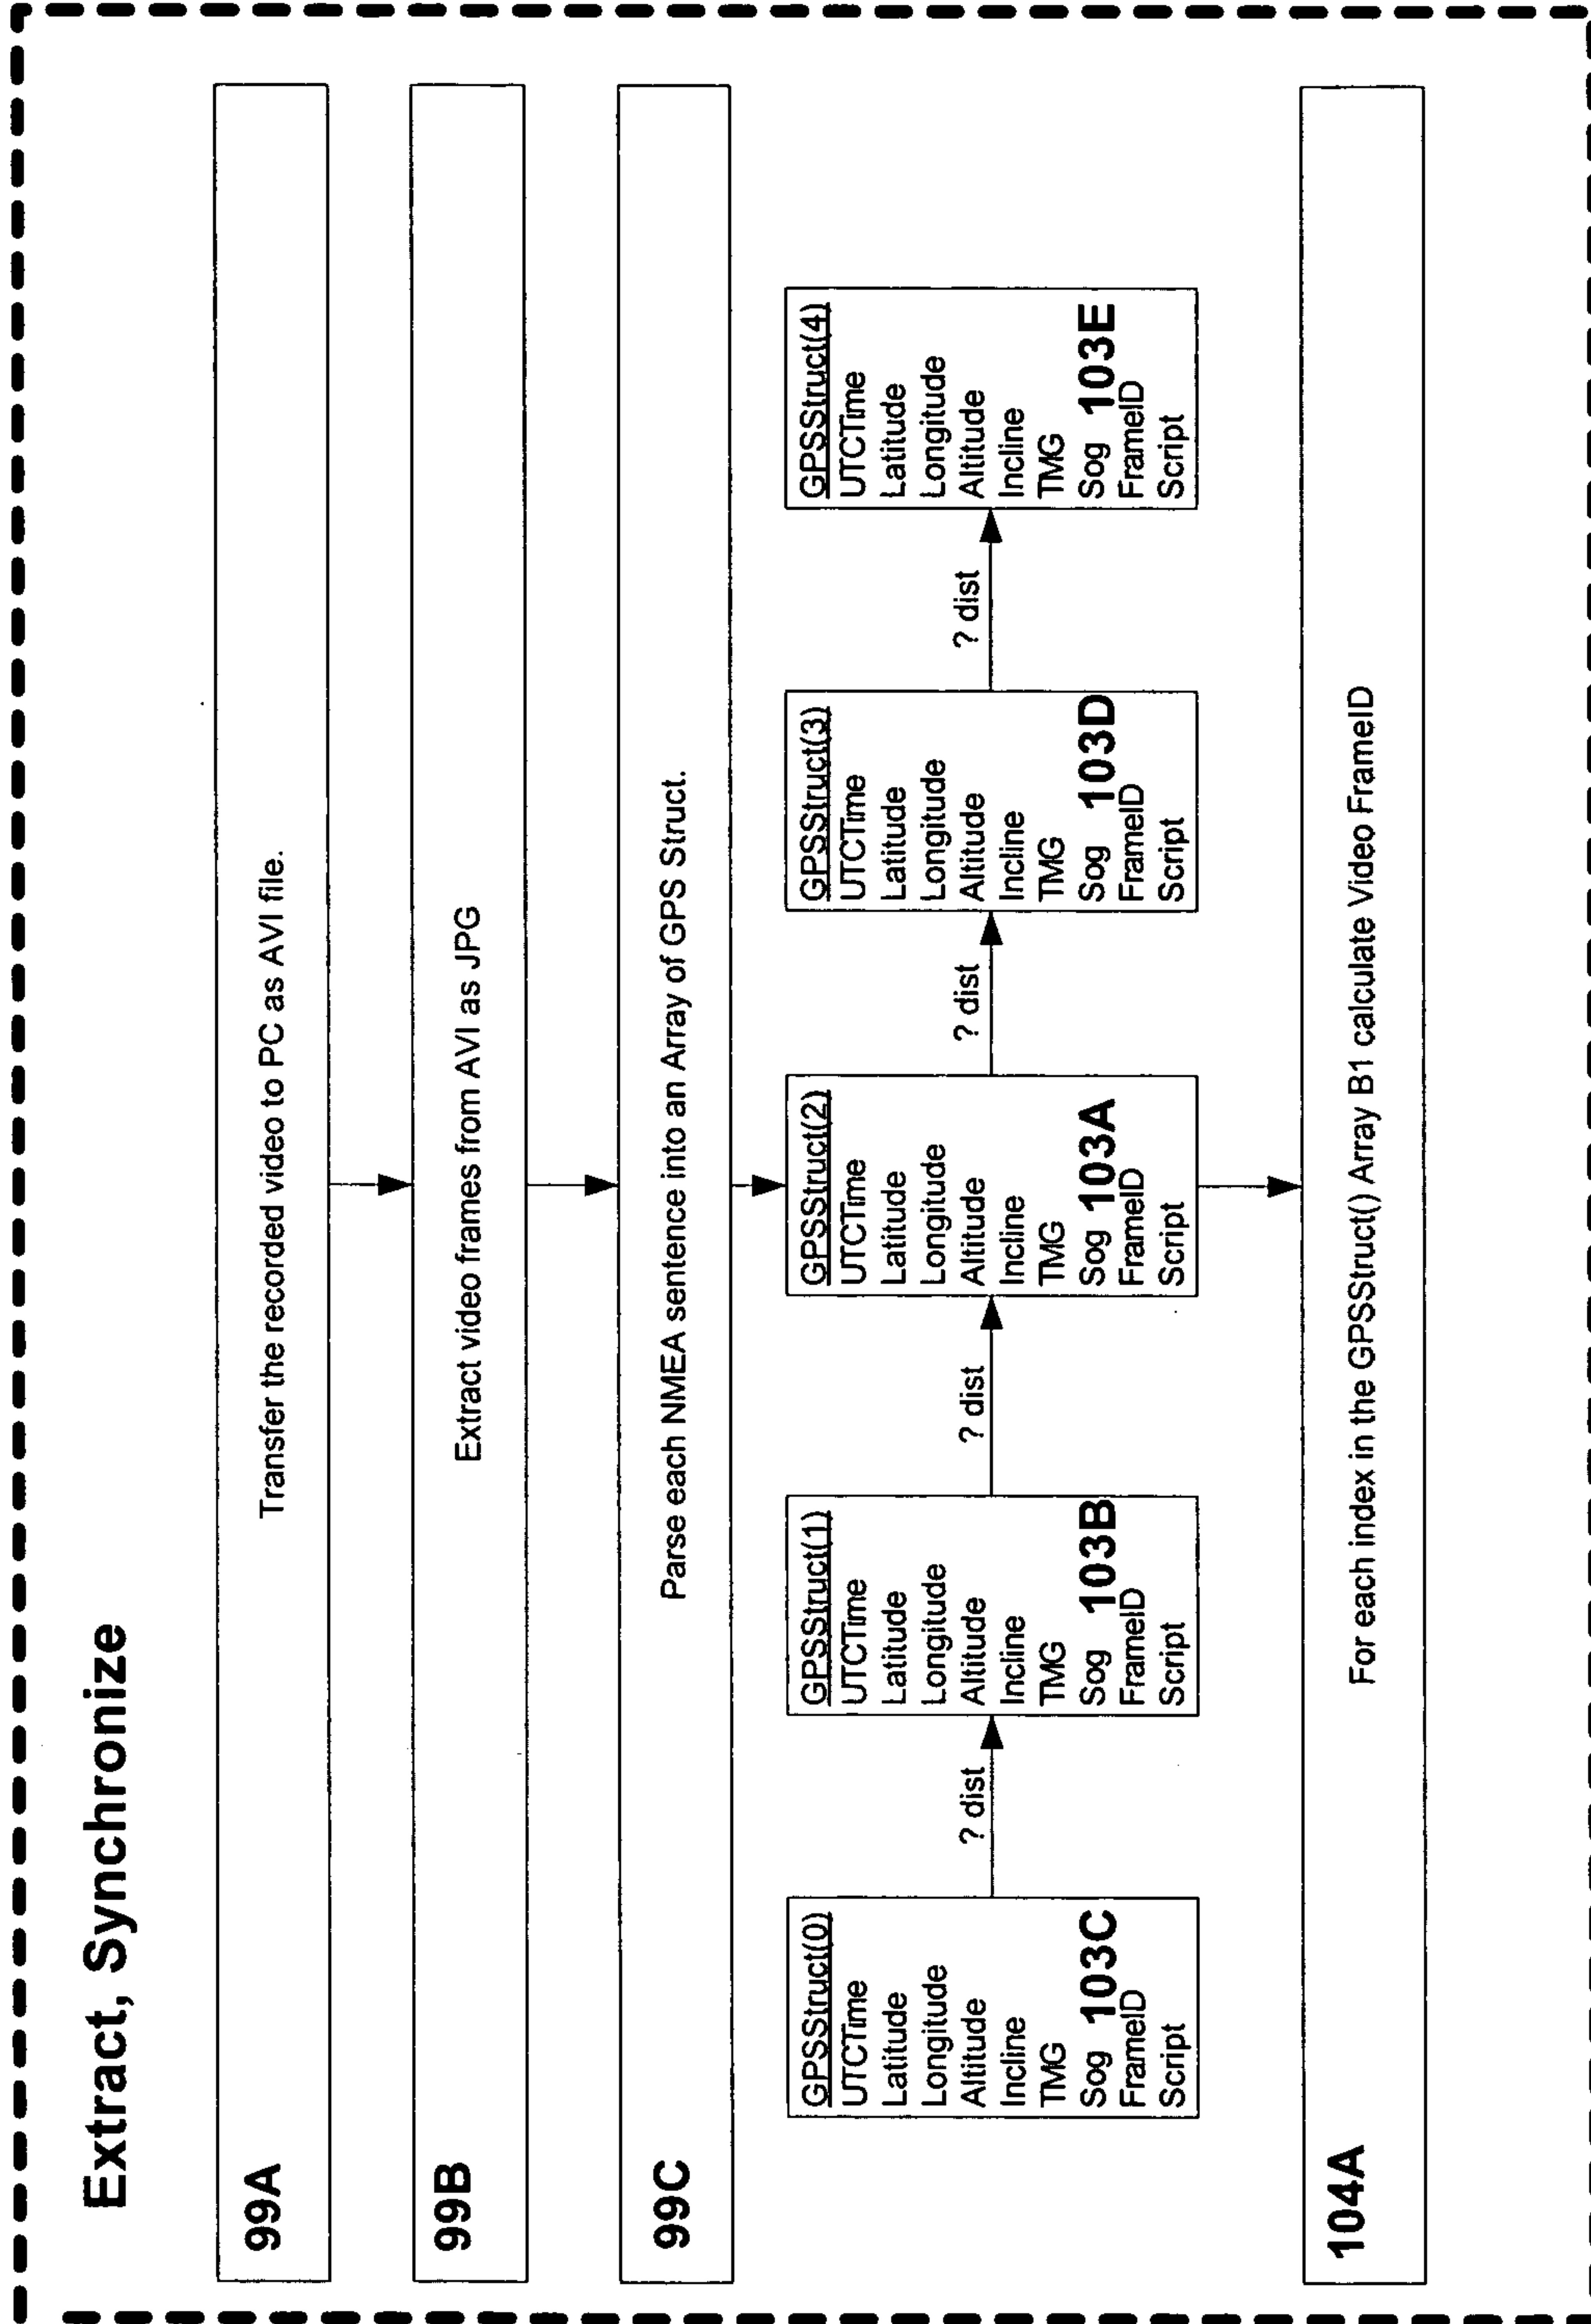 Extract, Synchronize
99A
Transfer the recorded video to PC as AVI file.
99B
Extract video frames from AVI as JPG
99C
Parse each NMEA sentence into an Array of GPS Struct.
GPSStruct(0)
UTCTime
Latitude
Longitude
Altitude
Incline
TMG
Sog 103C
FrameID
Script
? dist
GPSStruct(1)
UTCTime
Latitude
Longitude
Altitude
Incline
TMG
Sog 103B
FrameID
Script
? dist
GPSStruct(2)
UTCTime
Latitude
Longitude
Altitude
Incline
TMG
Sog 103A
FrameID
Script
? dist
GPSStruct(3)
UTCTime
Latitude
Longitude
Altitude
Incline
TMG
Sog 103D
FrameID
Script
? dist
GPSStruct(4)
UTCTime
Latitude
Longitude
Altitude
Incline
TMG
Sog 103E
FrameID
Script
104A
For each index in the GPSStruct() Array B1 calculate Video FrameID